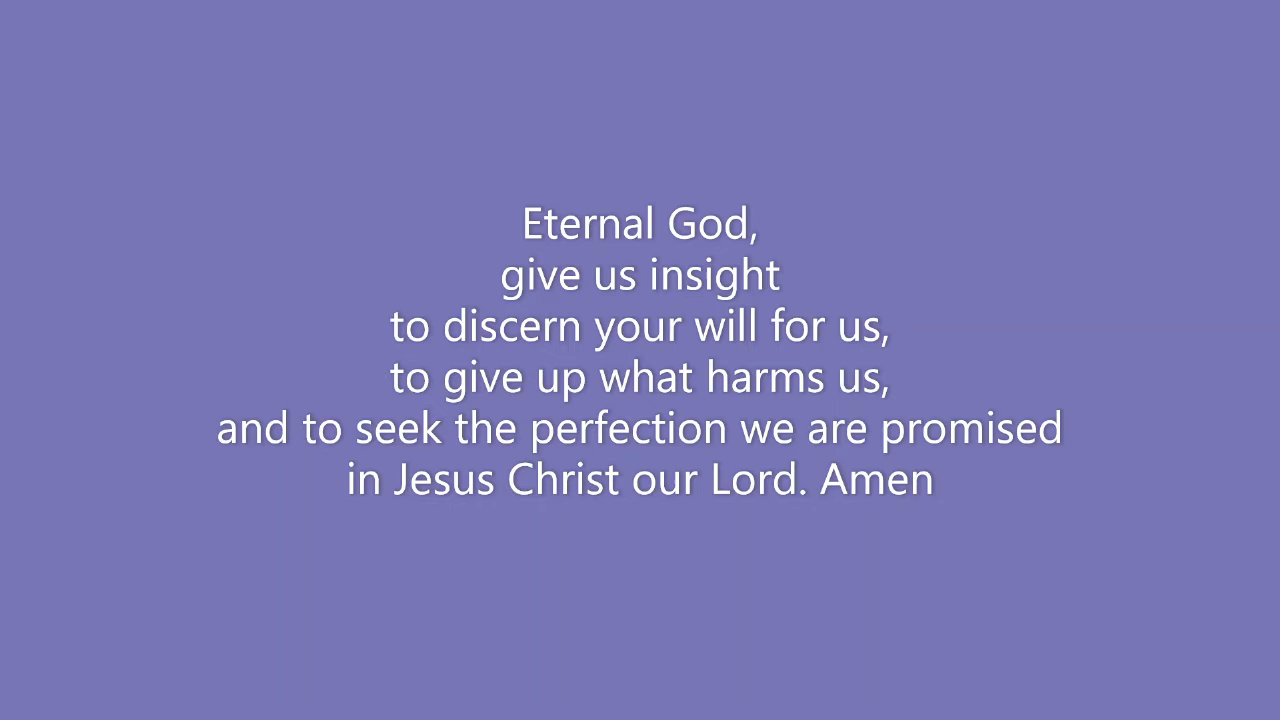 Eternal God,
give us insight
to discern your will for us,
to give up what harms us,
and to seek the perfection we are promised
in Jesus Christ our Lord. Amen